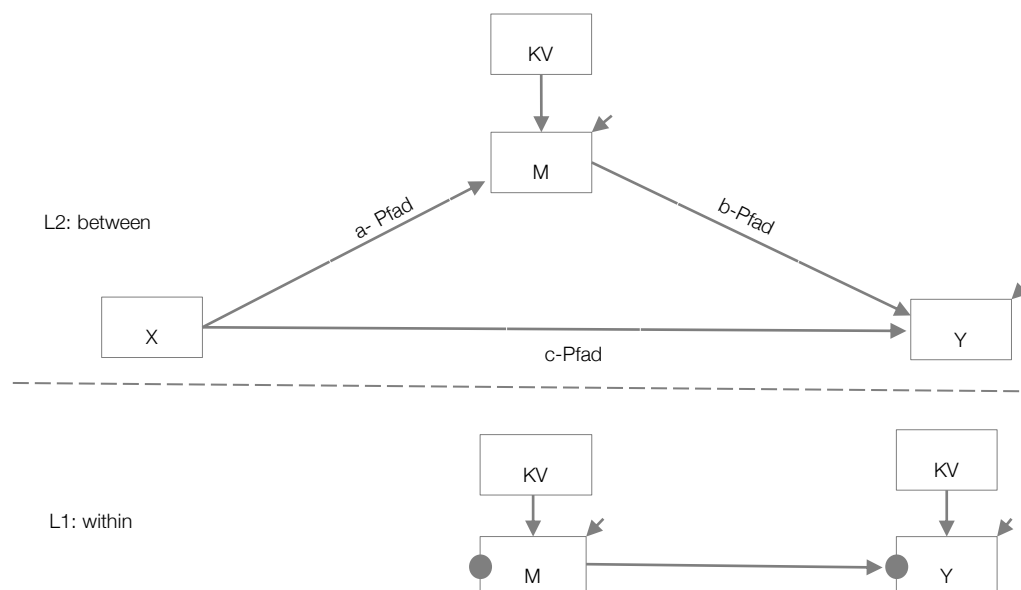 KV
M
a- Pfad
b-Pfad
L2: between
X
Y
c-Pfad
KV
KV
L1: within
M
Y